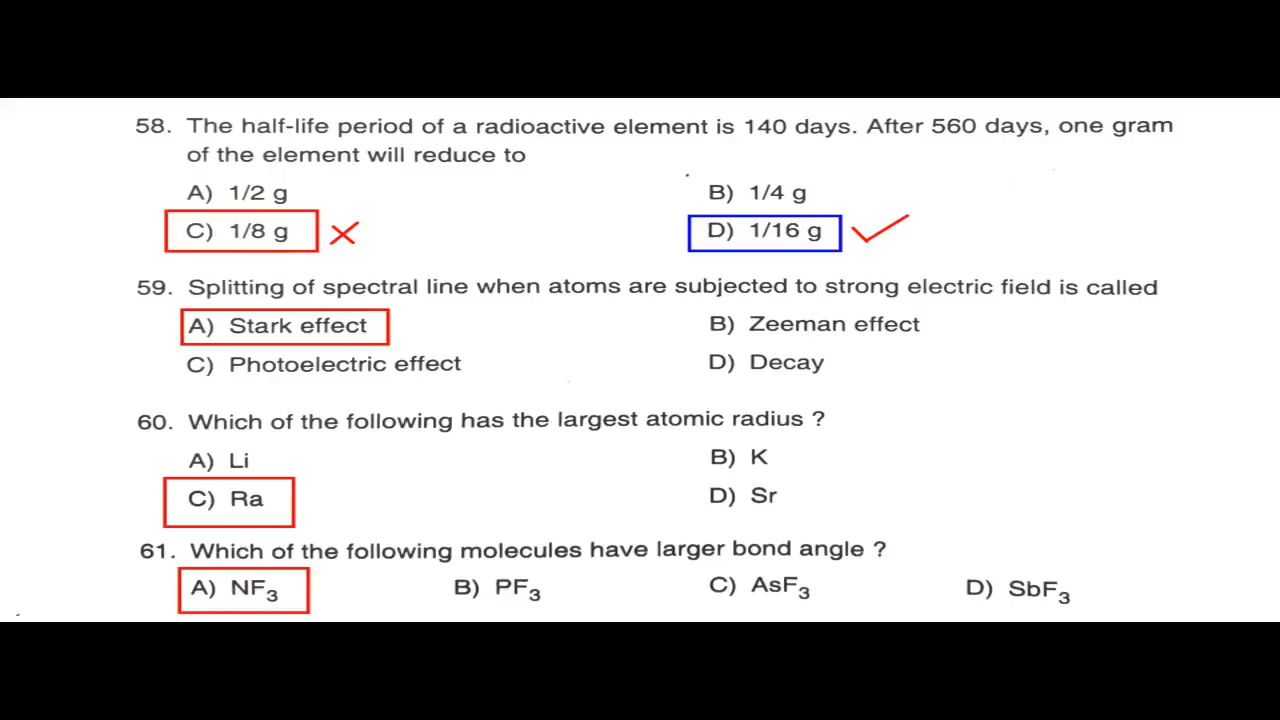 58. The half-life period of a radioactive element is 140 days. After 560 days, one gram
of the element will reduce to
A) 1/2 g B) 1/4 g
C) 1/8 g D) 1/16 g
59. Splitting of spectral line when atoms are subjected to strong electric field is called
A) Stark effect B) Zeeman effect
C) Photoelectric effect D) Decay
60. Which of the following has the largest atomic radius ?
A) Li B) K
C) Ra D) Sr
61. Which of the following molecules have larger bond angle ?
A) NF₃ B) PF₃ C) AsF₃ D) SbF₃